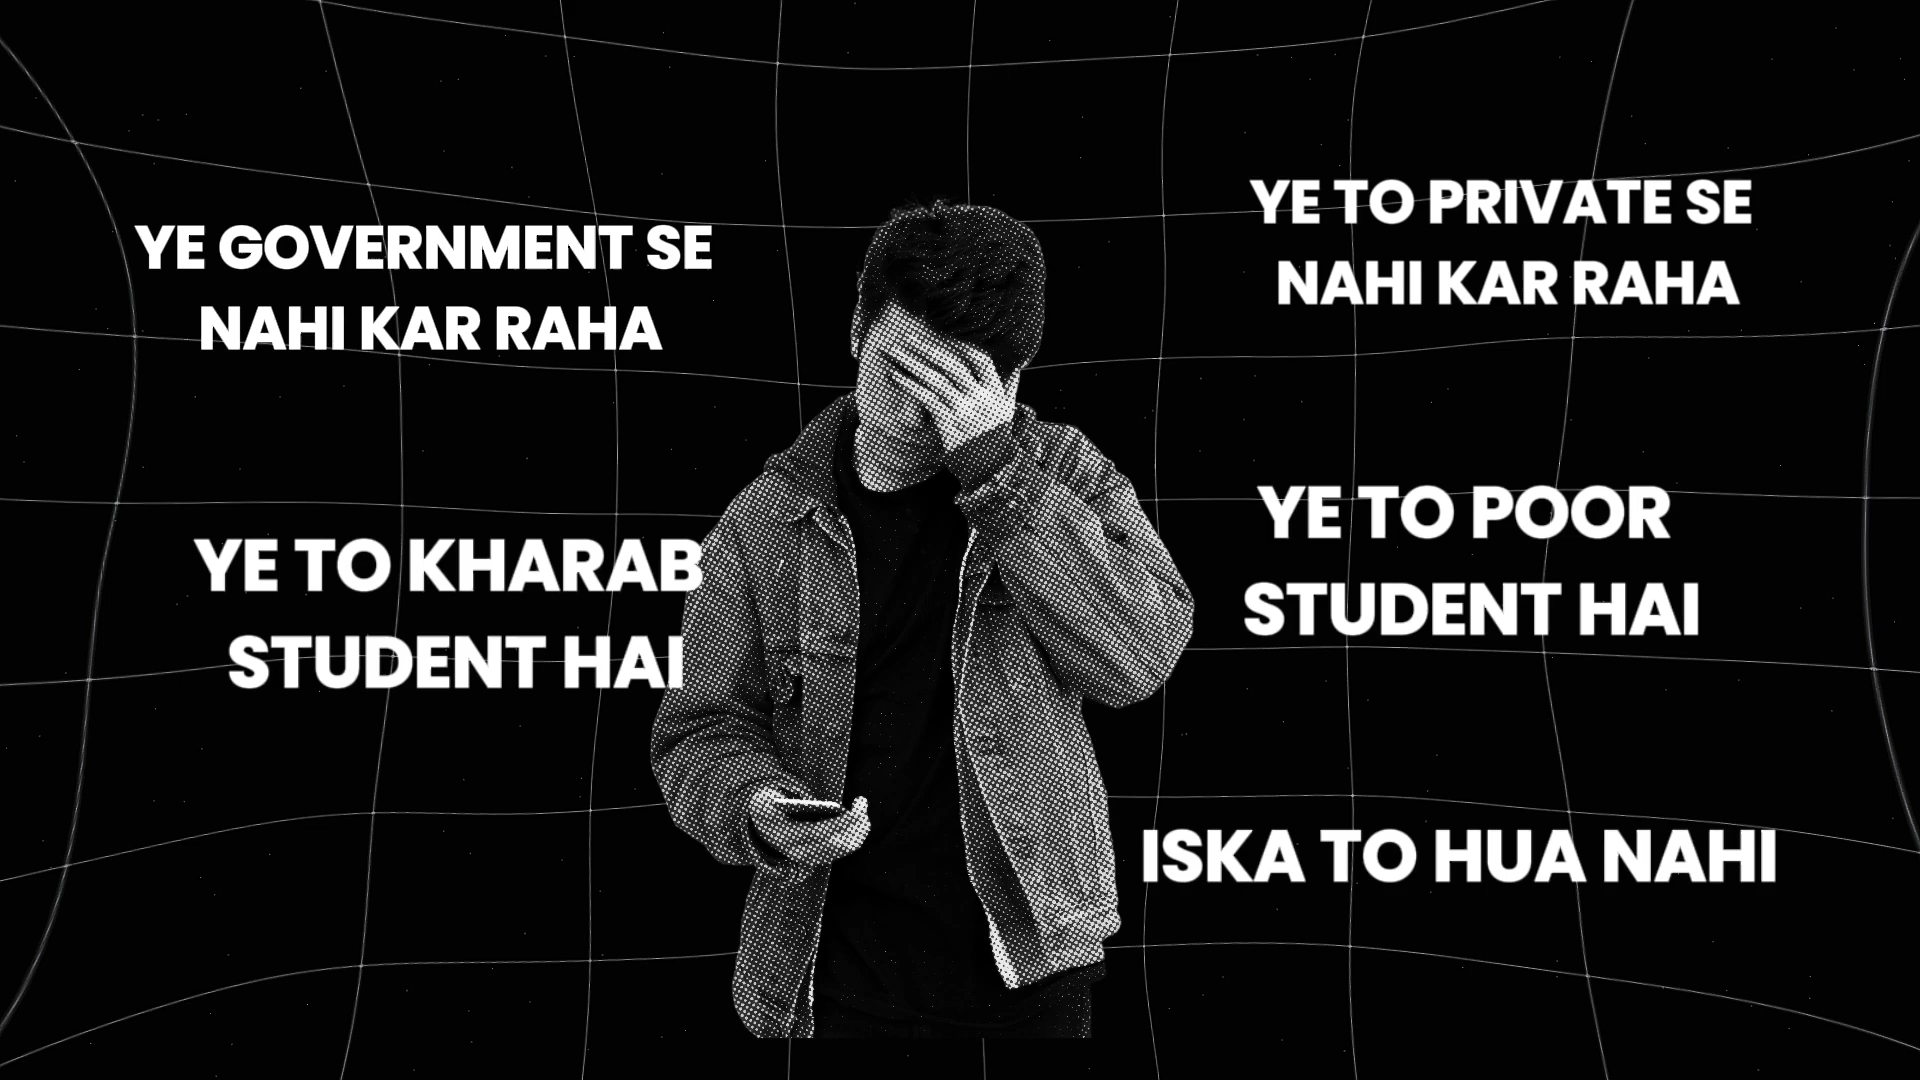 YE GOVERNMENT SE
NAHI KAR RAHA
YE TO PRIVATE SE
NAHI KAR RAHA
YE TO KHARAB
STUDENT HAI
YE TO POOR
STUDENT HAI
ISKA TO HUA NAHI